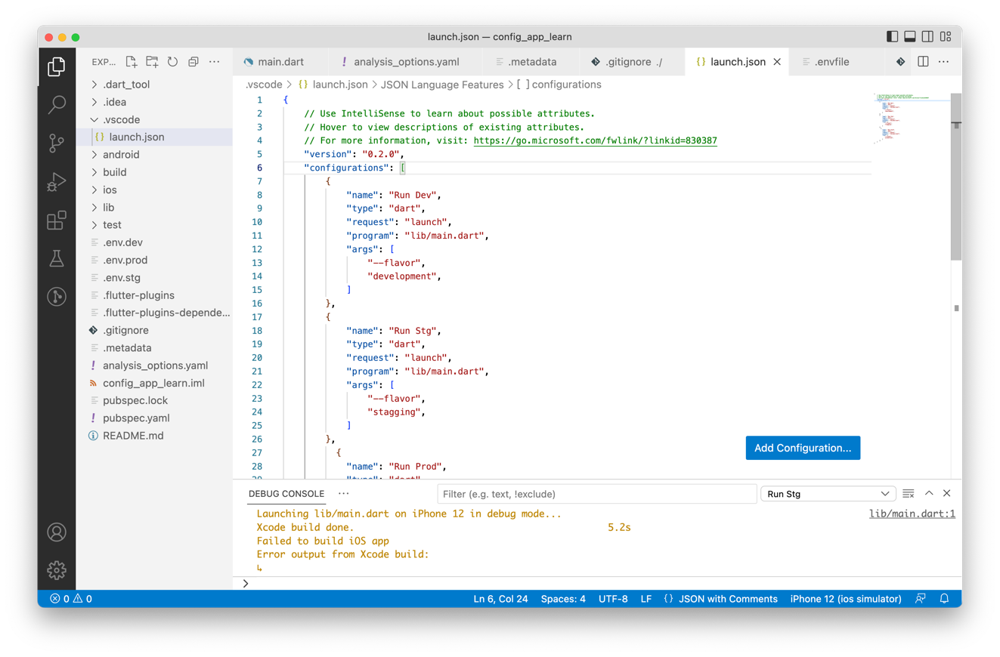 launch.json — config_app_learn
EXP...
main.dart
! analysis_options.yaml
.metadata
.gitignore ./
{} launch.json
.envfile
.dart_tool
.idea
.vscode
{} launch.json
android
build
ios
lib
test
.env.dev
.env.prod
.env.stg
.flutter-plugins
.flutter-plugins-depende...
.gitignore
.metadata
! analysis_options.yaml
config_app_learn.iml
pubspec.lock
! pubspec.yaml
README.md
.vscode > {} launch.json > JSON Language Features > [ ] configurations
1 {
2 // Use IntelliSense to learn about possible attributes.
3 // Hover to view descriptions of existing attributes.
4 // For more information, visit: https://go.microsoft.com/fwlink/?linkid=830387
5 "version": "0.2.0",
6 "configurations": [
7 {
8 "name": "Run Dev",
9 "type": "dart",
10 "request": "launch",
11 "program": "lib/main.dart",
12 "args": [
13 "--flavor",
14 "development",
15 ]
16 },
17 {
18 "name": "Run Stg",
19 "type": "dart",
20 "request": "launch",
21 "program": "lib/main.dart",
22 "args": [
23 "--flavor",
24 "stagging",
25 ]
26 },
27 {
28 "name": "Run Prod",
29 "type": "dart"
Add Configuration...
DEBUG CONSOLE ...
Filter (e.g. text, !exclude)
Run Stg
Launching lib/main.dart on iPhone 12 in debug mode... lib/main.dart:1
Xcode build done. 5.2s
Failed to build iOS app
Error output from Xcode build:
↳
>
0 0 Ln 6, Col 24 Spaces: 4 UTF-8 LF {} JSON with Comments iPhone 12 (ios simulator)